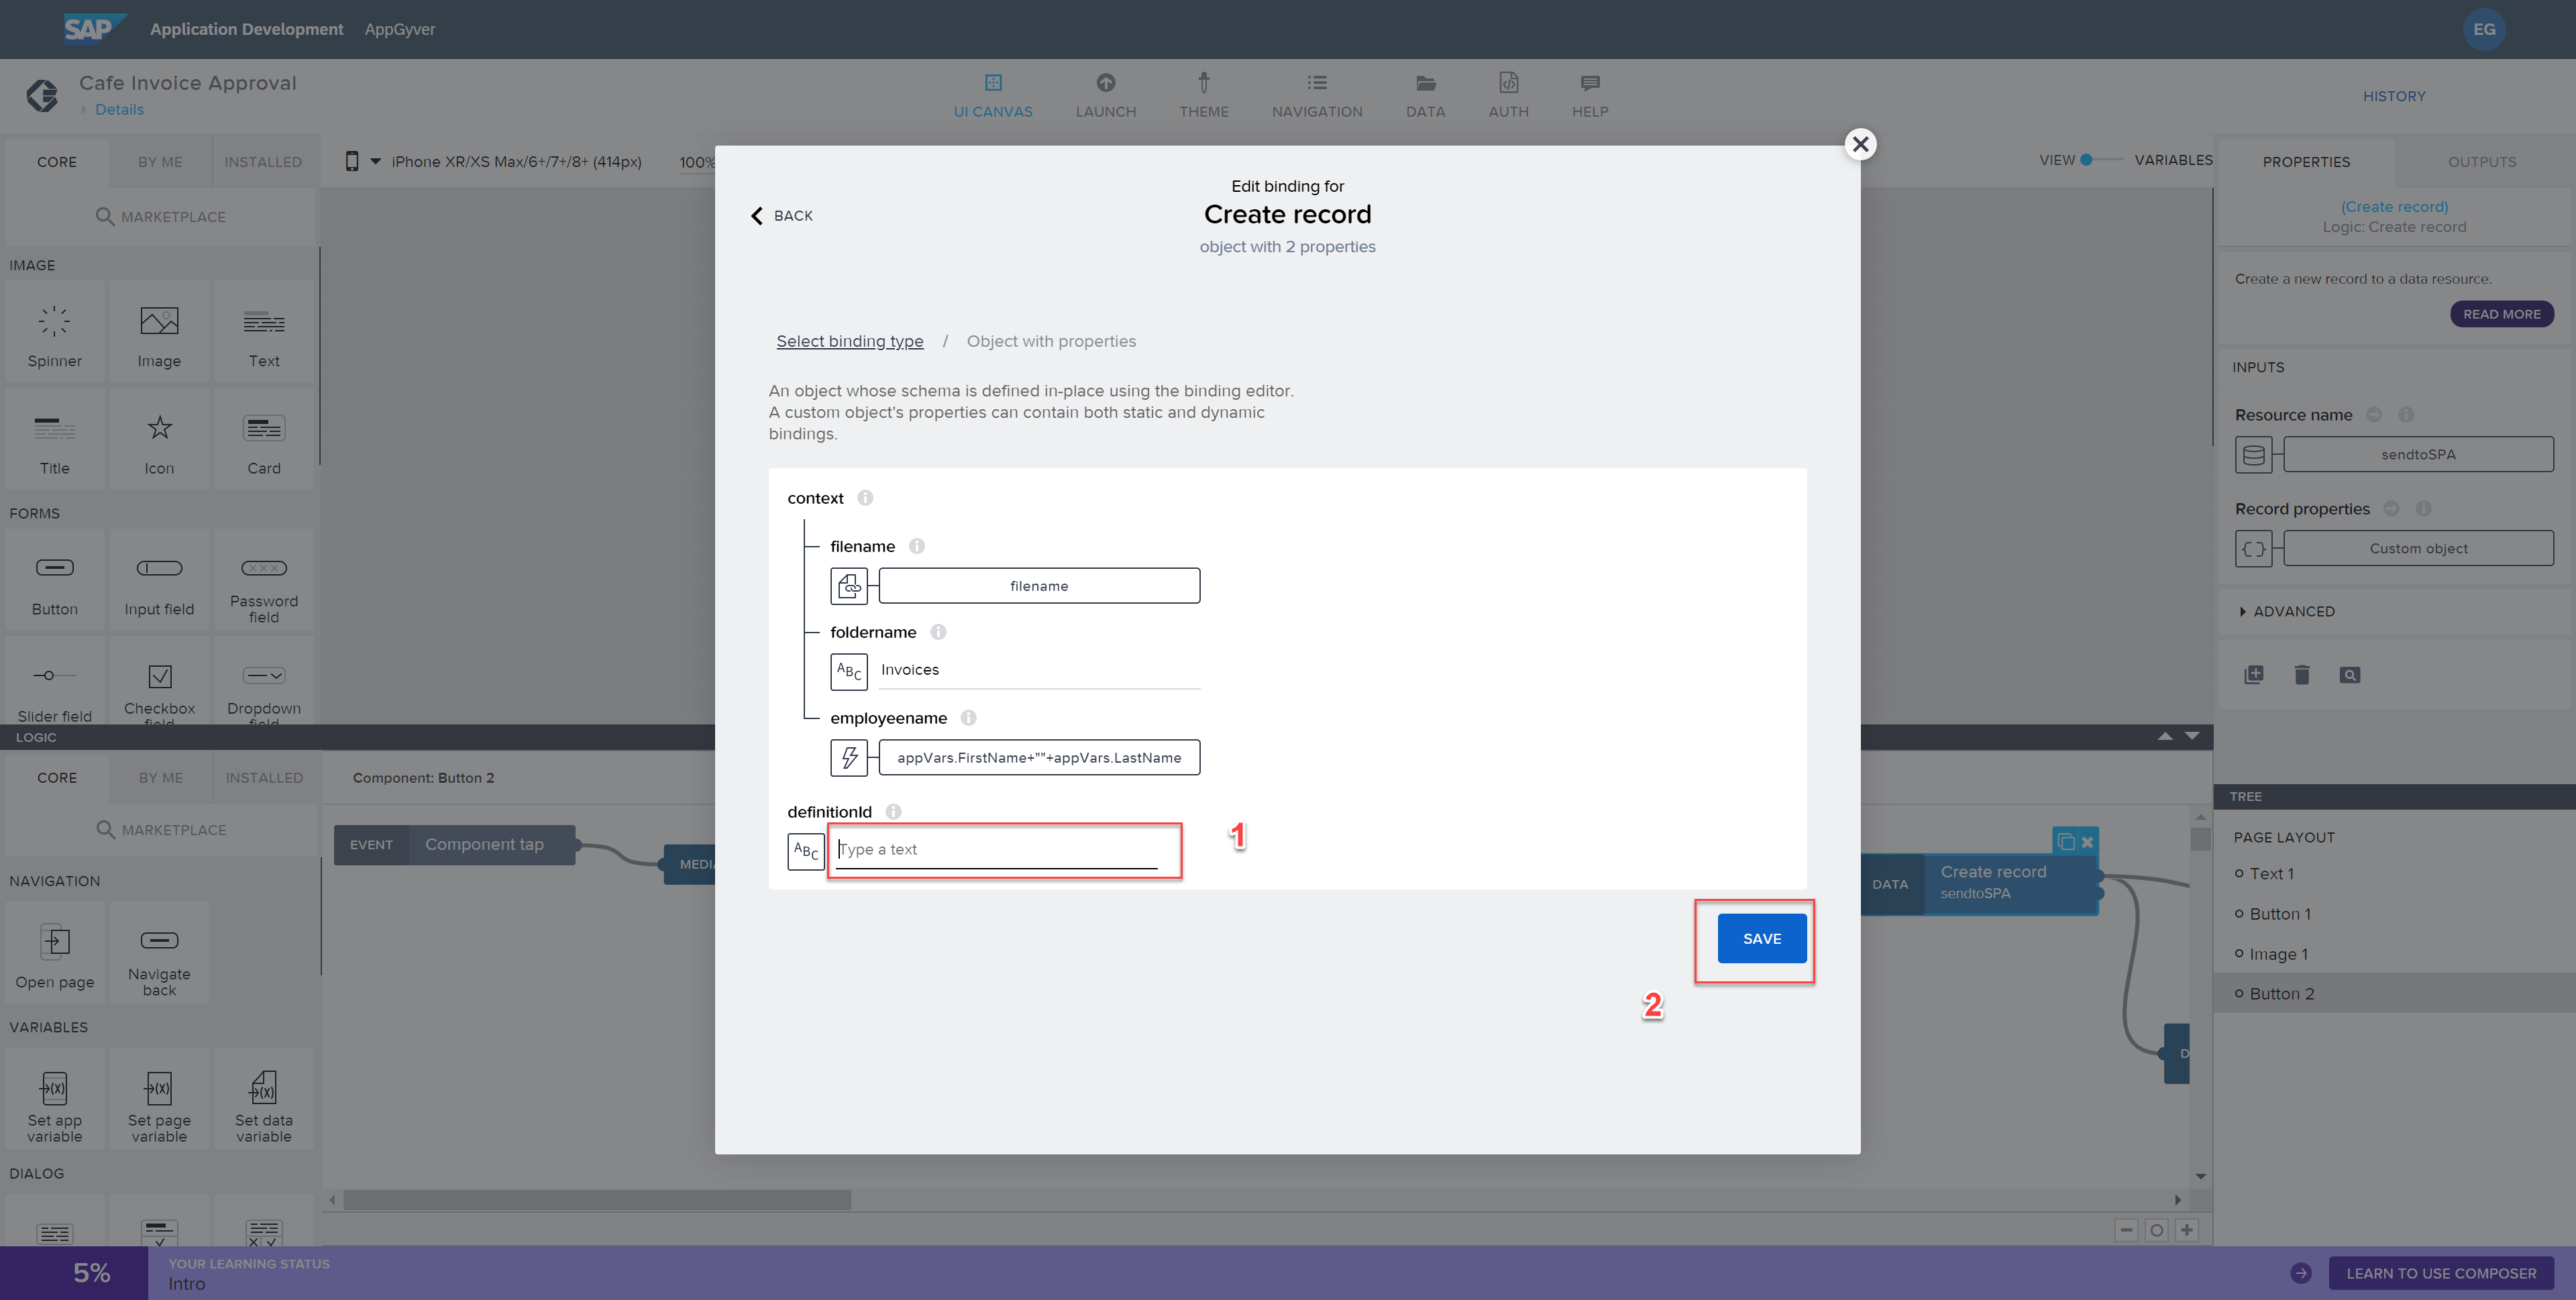 SAP
Application Development
AppGyver
EG
Cafe Invoice Approval
Details
UI CANVAS
LAUNCH
THEME
NAVIGATION
DATA
AUTH
HELP
HISTORY
CORE
BY ME
INSTALLED
MARKETPLACE
IMAGE
Spinner
Image
Text
Title
Icon
Card
FORMS
Button
Input field
Password
field
Slider field
Checkbox
field
Dropdown
field
iPhone XR/XS Max/6+/7+/8+ (414px)
100%
VIEW
VARIABLES
BACK
Edit binding for
Create record
object with 2 properties
Select binding type / Object with properties
An object whose schema is defined in-place using the binding editor.
A custom object's properties can contain both static and dynamic
bindings.
context
filename
filename
foldername
ABC
Invoices
employeename
appVars.FirstName+""+appVars.LastName
definitionId
ABC
Type a text
1
SAVE
2
PROPERTIES
OUTPUTS
(Create record)
Logic: Create record
Create a new record to a data resource.
READ MORE
INPUTS
Resource name
sendtoSPA
Record properties
Custom object
ADVANCED
LOGIC
CORE
BY ME
INSTALLED
MARKETPLACE
NAVIGATION
Open page
Navigate
back
VARIABLES
Set app
variable
Set page
variable
Set data
variable
DIALOG
Component: Button 2
EVENT
Component tap
MEDIA
DATA
Create record
sendtoSPA
D
TREE
PAGE LAYOUT
Text 1
Button 1
Image 1
Button 2
5%
YOUR LEARNING STATUS
Intro
LEARN TO USE COMPOSER